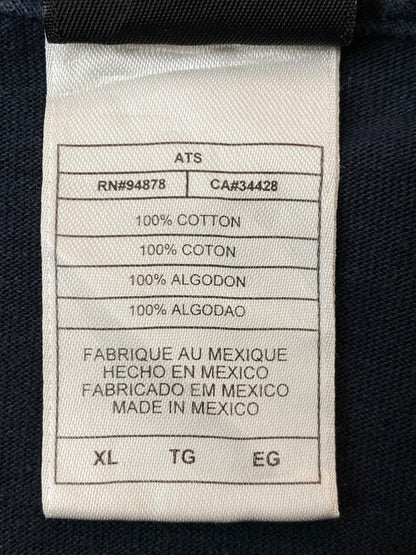 ATS
RN#94878 CA#34428
100% COTTON
100% COTON
100% ALGODON
100% ALGODAO
FABRIQUE AU MEXIQUE
HECHO EN MEXICO
FABRICADO EM MEXICO
MADE IN MEXICO
XL TG EG